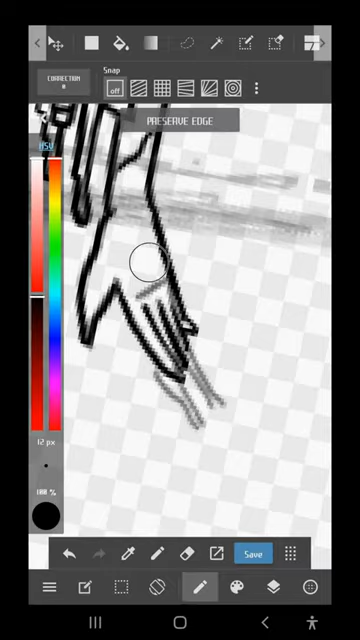 CORRECTION
0
Snap
off
PRESERVE EDGE
HSV
12 px
100 %
Save